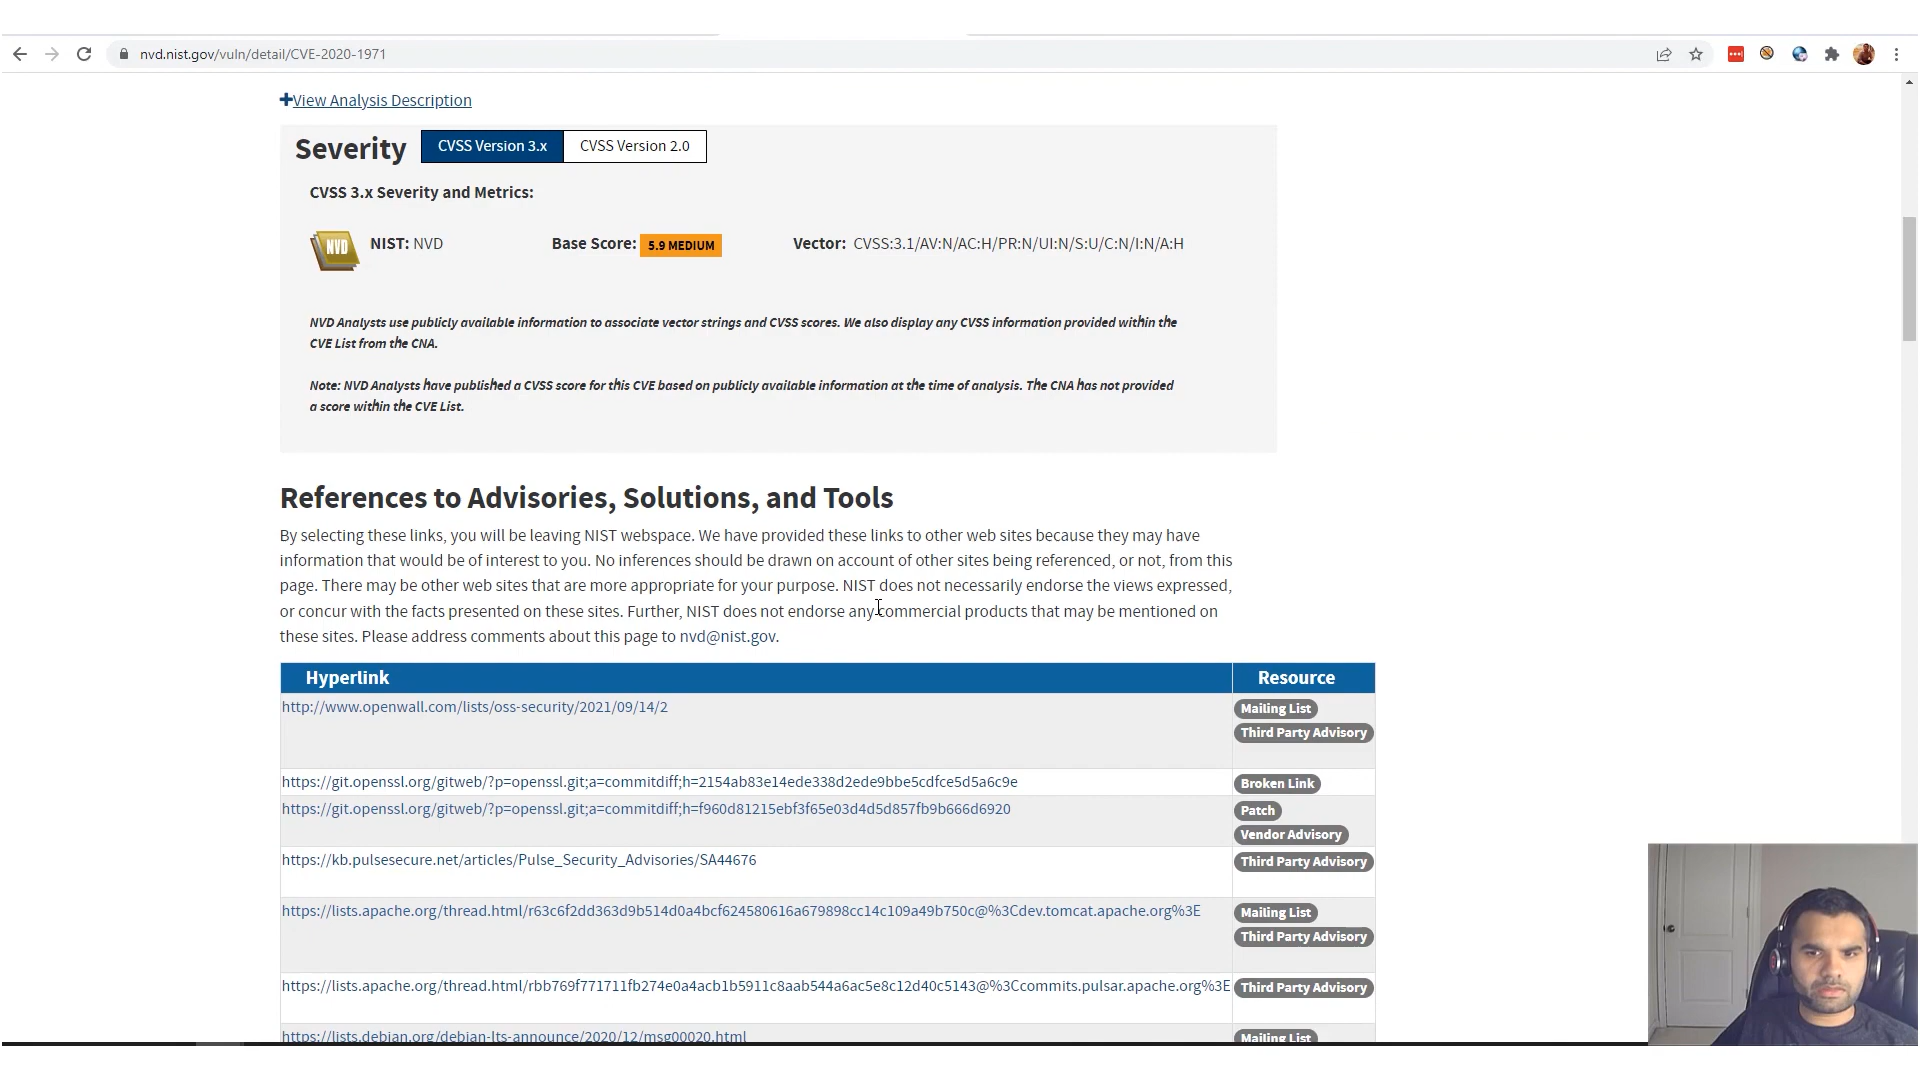 nvd.nist.gov/vuln/detail/CVE-2020-1971
View Analysis Description
Severity
CVSS Version 3.x
CVSS Version 2.0
CVSS 3.x Severity and Metrics:
NVD
NIST: NVD
Base Score: 5.9 MEDIUM
Vector: CVSS:3.1/AV:N/AC:H/PR:N/UI:N/S:U/C:N/I:N/A:H
NVD Analysts use publicly available information to associate vector strings and CVSS scores. We also display any CVSS information provided within the
CVE List from the CNA.
Note: NVD Analysts have published a CVSS score for this CVE based on publicly available information at the time of analysis. The CNA has not provided
a score within the CVE List.
References to Advisories, Solutions, and Tools
By selecting these links, you will be leaving NIST webspace. We have provided these links to other web sites because they may have
information that would be of interest to you. No inferences should be drawn on account of other sites being referenced, or not, from this
page. There may be other web sites that are more appropriate for your purpose. NIST does not necessarily endorse the views expressed,
or concur with the facts presented on these sites. Further, NIST does not endorse any commercial products that may be mentioned on
these sites. Please address comments about this page to nvd@nist.gov.
Hyperlink
Resource
http://www.openwall.com/lists/oss-security/2021/09/14/2
Mailing List
Third Party Advisory
https://git.openssl.org/gitweb/?p=openssl.git;a=commitdiff;h=2154ab83e14ede338d2ede9bbe5cdfce5d5a6c9e
Broken Link
https://git.openssl.org/gitweb/?p=openssl.git;a=commitdiff;h=f960d81215ebf3f65e03d4d5d857fb9b666d6920
Patch
Vendor Advisory
https://kb.pulsesecure.net/articles/Pulse_Security_Advisories/SA44676
Third Party Advisory
https://lists.apache.org/thread.html/r63c6f2dd363d9b514d0a4bcf624580616a679898cc14c109a49b750c@%3Cdev.tomcat.apache.org%3E
Mailing List
Third Party Advisory
https://lists.apache.org/thread.html/rbb769f771711fb274e0a4acb1b5911c8aab544a6ac5e8c12d40c5143@%3Ccommits.pulsar.apache.org%3E
Third Party Advisory
https://lists.debian.org/debian-lts-announce/2020/12/msg00020.html
Mailing List